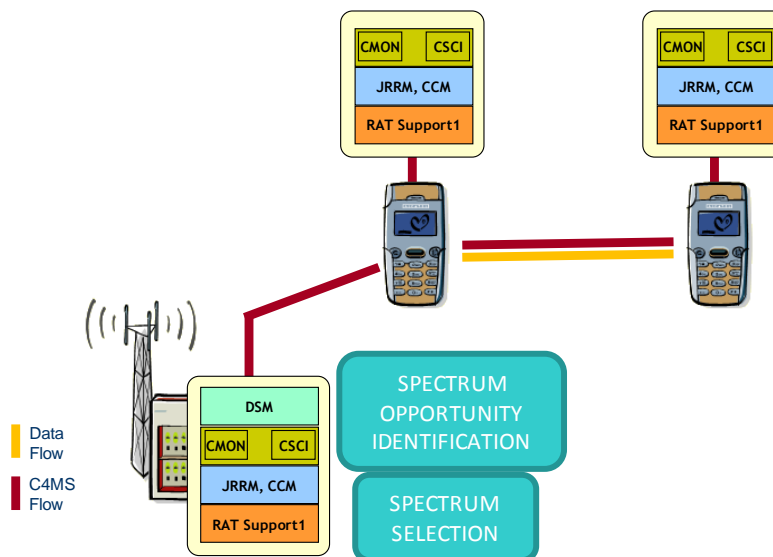 CMON CSCI
JRRM, CCM
RAT Support1
CMON CSCI
JRRM, CCM
RAT Support1
DSM
CMON CSCI
JRRM, CCM
RAT Support1
SPECTRUM
OPPORTUNITY
IDENTIFICATION
SPECTRUM
SELECTION
Data
Flow
C4MS
Flow